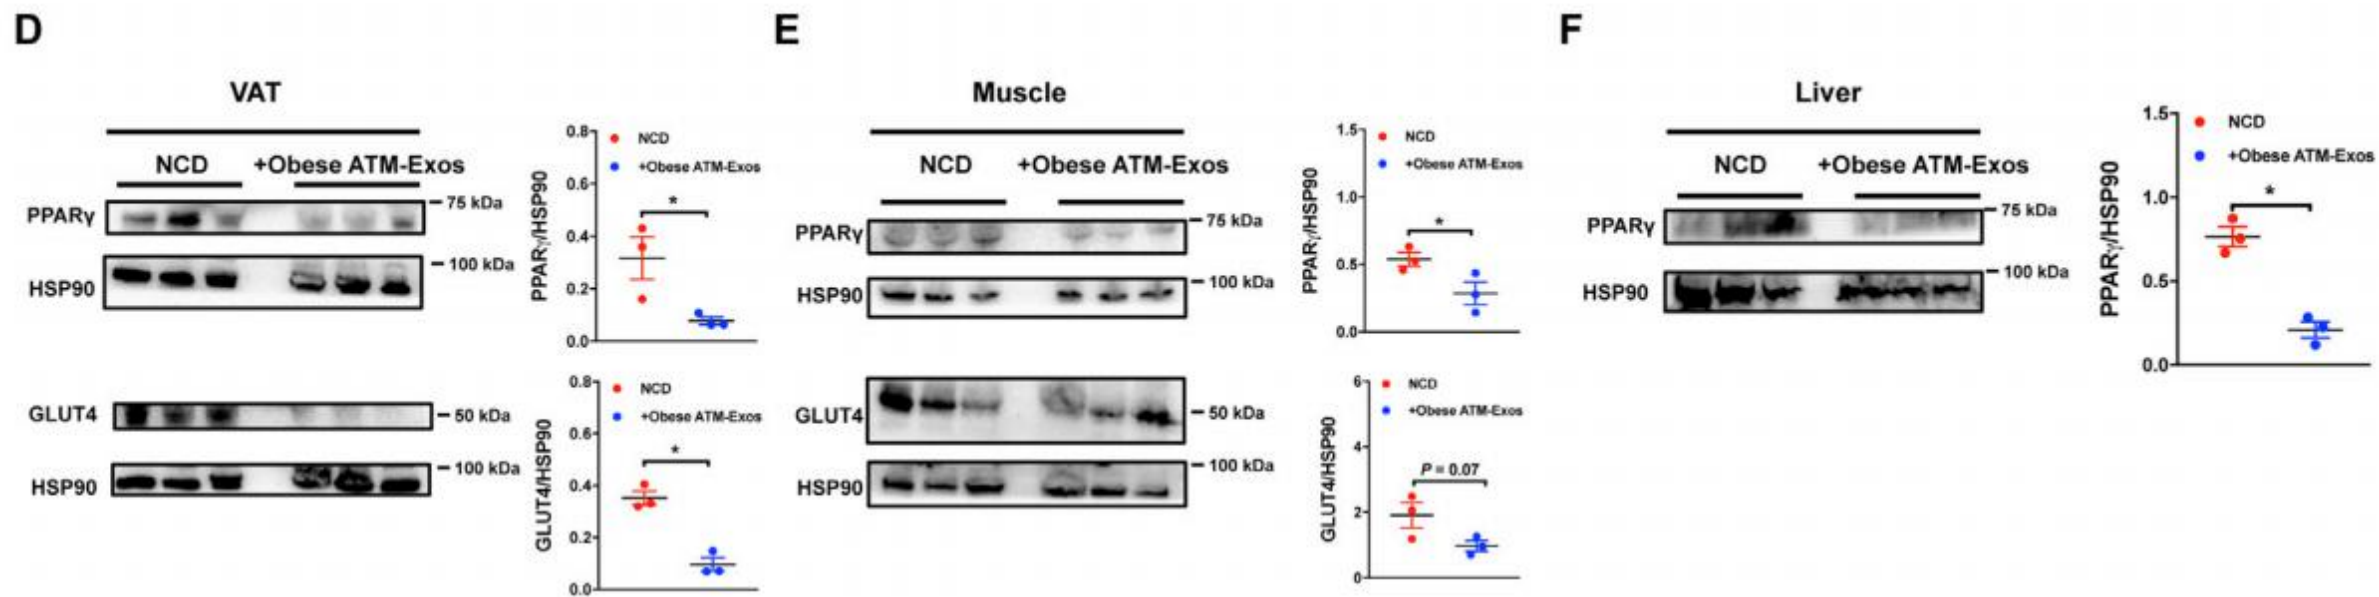 D
VAT
NCD +Obese ATM-Exos
PPARγ
75 kDa
HSP90
100 kDa
GLUT4
50 kDa
HSP90
100 kDa
PPARγ/HSP90
0.8
0.6
0.4
0.2
0.0
NCD
+Obese ATM-Exos
*
GLUT4/HSP90
0.8
0.6
0.4
0.2
0.0
NCD
+Obese ATM-Exos
*
E
Muscle
NCD +Obese ATM-Exos
PPARγ
75 kDa
HSP90
100 kDa
GLUT4
50 kDa
HSP90
100 kDa
PPARγ/HSP90
1.5
1.0
0.5
0.0
NCD
+Obese ATM-Exos
*
GLUT4/HSP90
6
4
2
0
NCD
+Obese ATM-Exos
P = 0.07
F
Liver
NCD +Obese ATM-Exos
PPARγ
75 kDa
HSP90
100 kDa
PPARγ/HSP90
1.5
1.0
0.5
0.0
NCD
+Obese ATM-Exos
*